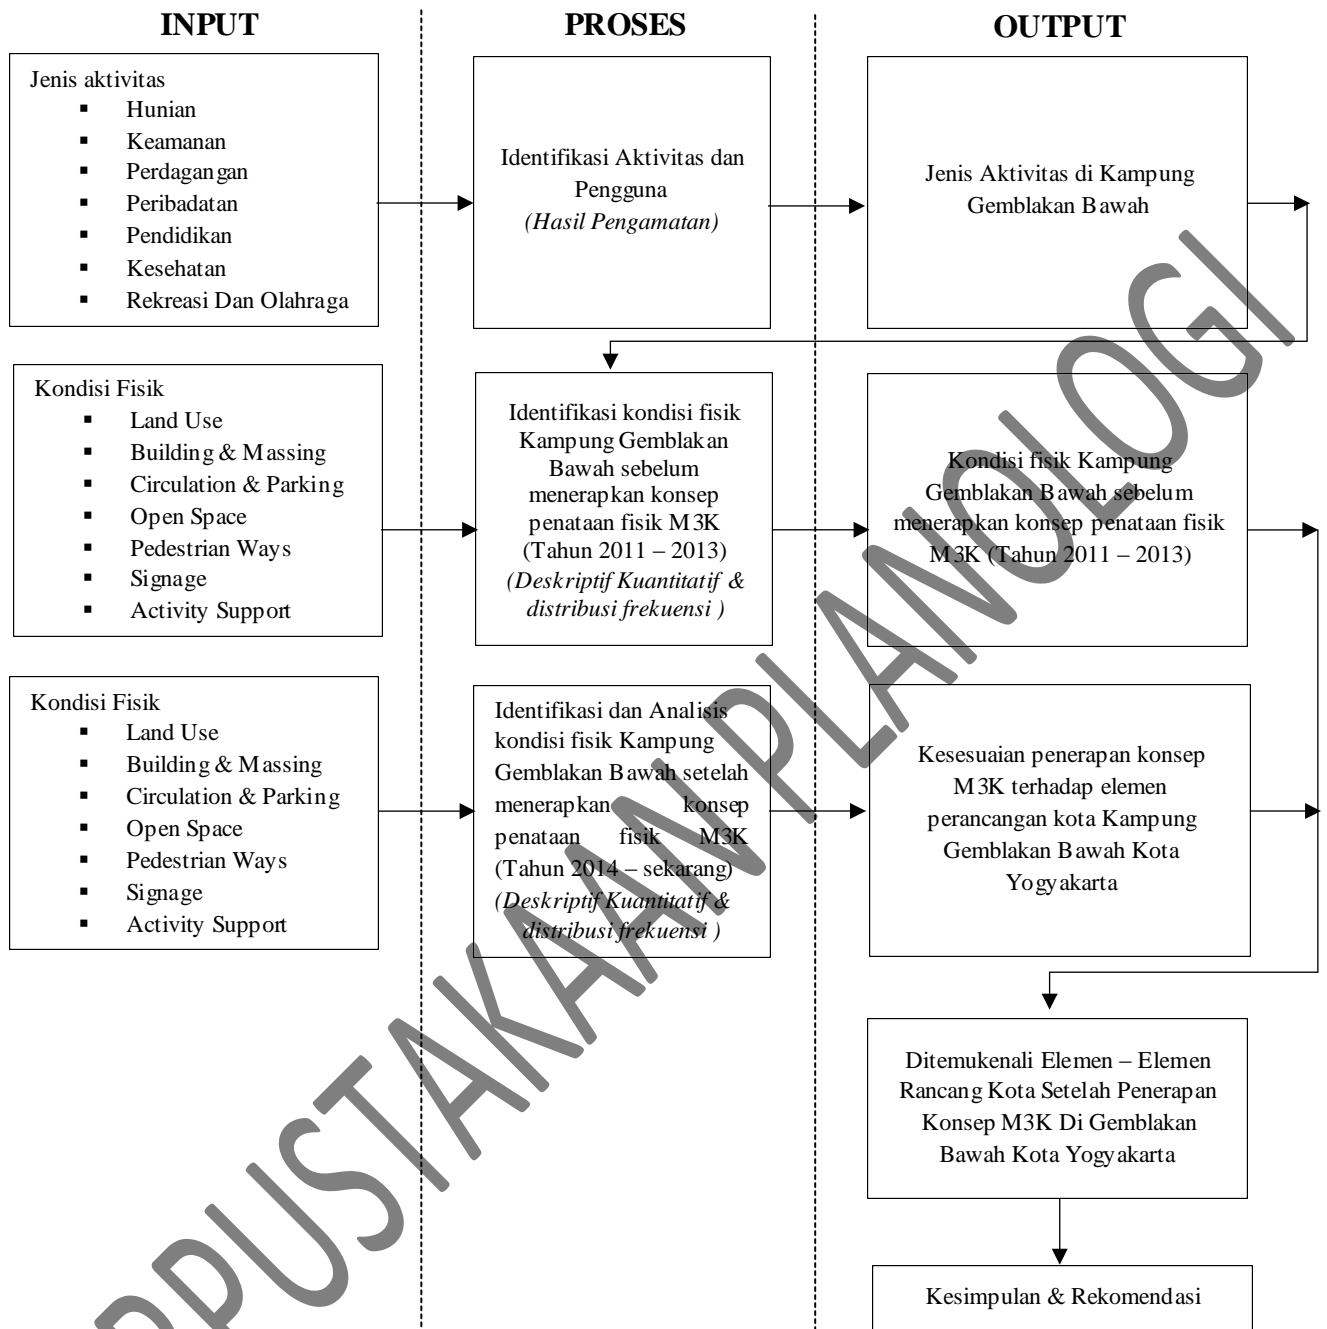 INPUT
PROSES
OUTPUT
Jenis aktivitas
▪ Hunian
▪ Keamanan
▪ Perdagangan
▪ Peribadatan
▪ Pendidikan
▪ Kesehatan
▪ Rekreasi Dan Olahraga
Identifikasi Aktivitas dan
Pengguna
(Hasil Pengamatan)
Jenis Aktivitas di Kampung
Gemblakan Bawah
Kondisi Fisik
▪ Land Use
▪ Building & Massing
▪ Circulation & Parking
▪ Open Space
▪ Pedestrian Ways
▪ Signage
▪ Activity Support
Identifikasi kondisi fisik
Kampung Gemblakan
Bawah sebelum
menerapkan konsep
penataan fisik M3K
(Tahun 2011 – 2013)
(Deskriptif Kuantitatif &
distribusi frekuensi )
Kondisi fisik Kampung
Gemblakan Bawah sebelum
menerapkan konsep penataan fisik
M3K (Tahun 2011 – 2013)
Kondisi Fisik
▪ Land Use
▪ Building & Massing
▪ Circulation & Parking
▪ Open Space
▪ Pedestrian Ways
▪ Signage
▪ Activity Support
Identifikasi dan Analisis
kondisi fisik Kampung
Gemblakan Bawah setelah
menerapkan konsep
penataan fisik M3K
(Tahun 2014 – sekarang)
(Deskriptif Kuantitatif &
distribusi frekuensi )
Kesesuaian penerapan konsep
M3K terhadap elemen
perancangan kota Kampung
Gemblakan Bawah Kota
Yogyakarta
Ditemukenali Elemen – Elemen
Rancang Kota Setelah Penerapan
Konsep M3K Di Gemblakan
Bawah Kota Yogyakarta
Kesimpulan & Rekomendasi
RPUSTAKAAN PLANOLOGI